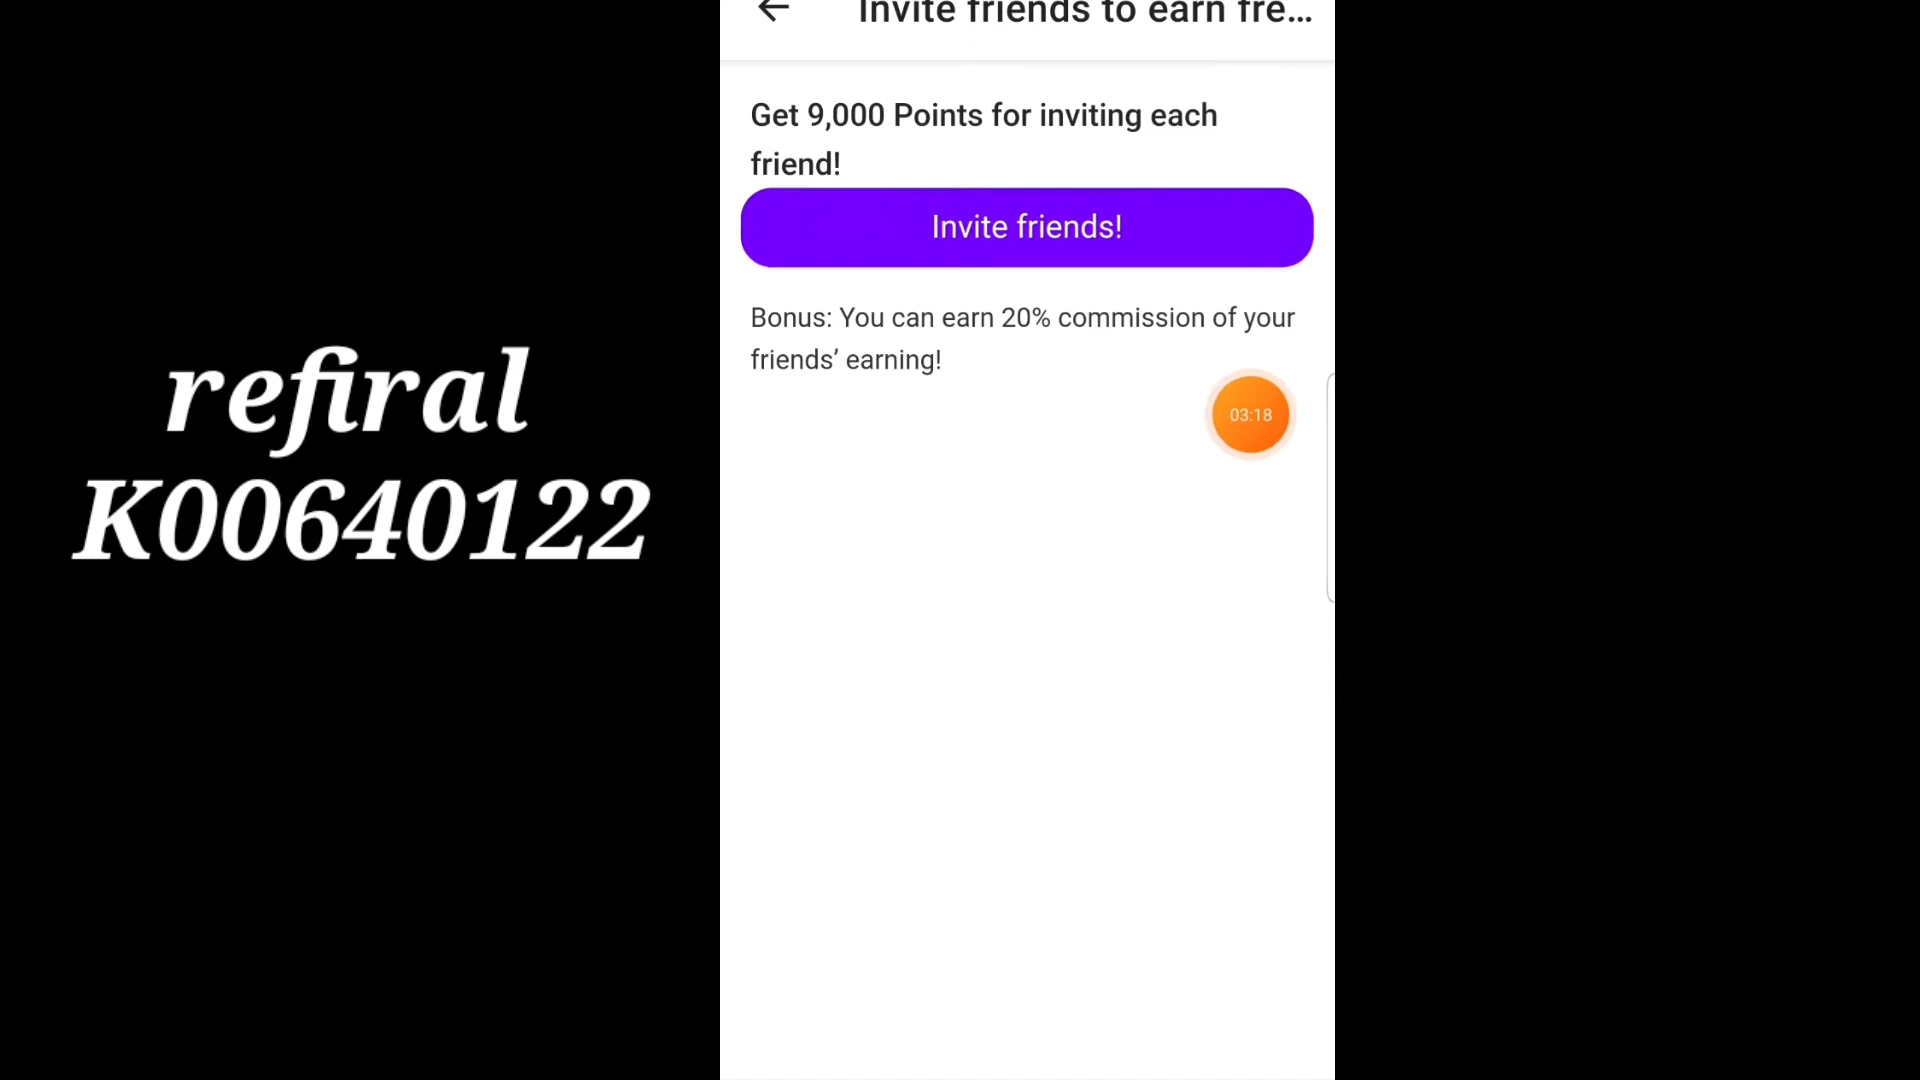 Invite friends to earn fre...
Get 9,000 Points for inviting each
friend!
Invite friends!
Bonus: You can earn 20% commission of your
friends’ earning!
03:18
refiral
K00640122